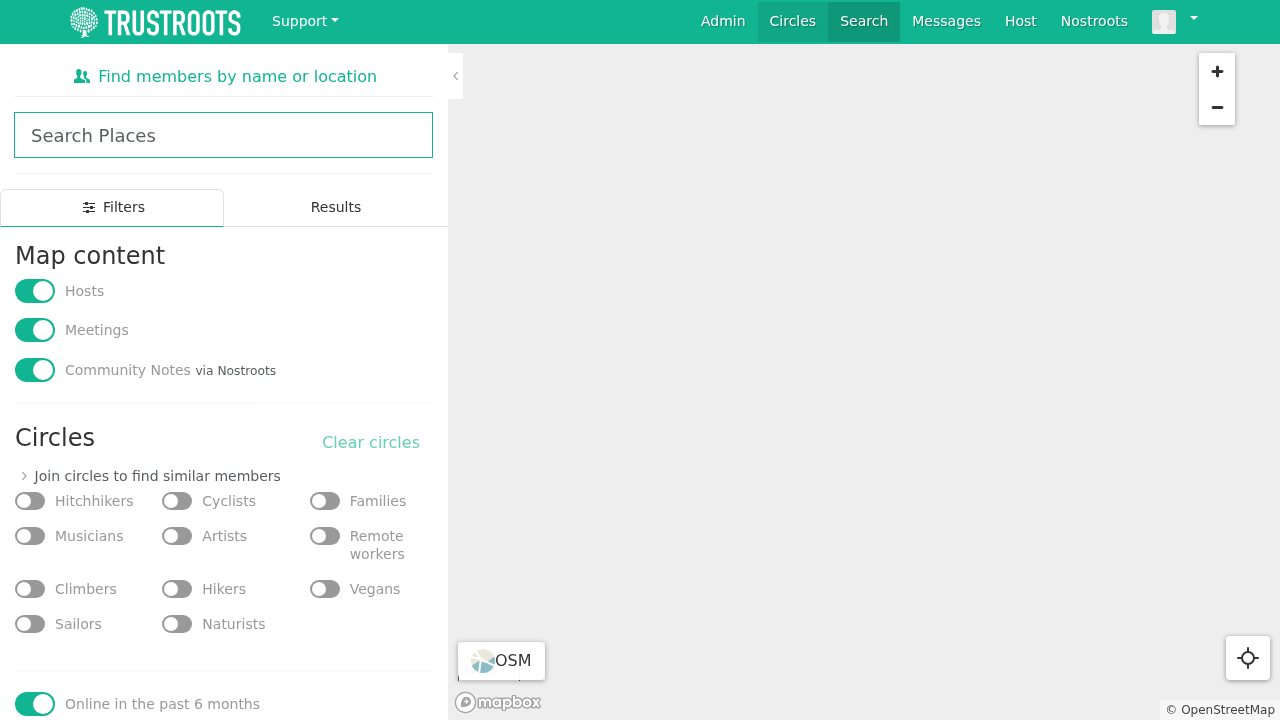 TRUSTROOTS
Support
Admin
Circles
Search
Messages
Host
Nostroots
Find members by name or location
Search Places
Filters
Results
Map content
Hosts
Meetings
Community Notes via Nostroots
Circles
Clear circles
Join circles to find similar members
Hitchhikers
Cyclists
Families
Musicians
Artists
Remote
workers
Climbers
Hikers
Vegans
Sailors
Naturists
Online in the past 6 months
OSM
mapbox
© OpenStreetMap